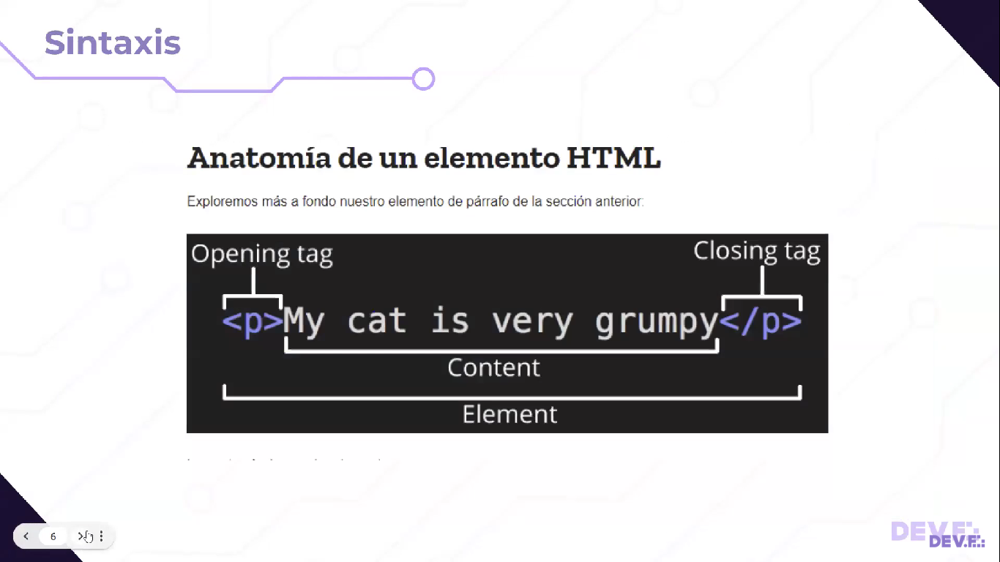 Sintaxis
Anatomía de un elemento HTML
Exploremos más a fondo nuestro elemento de párrafo de la sección anterior:
Opening tag
Closing tag
<p>My cat is very grumpy</p>
Content
Element
6
DEV.F.:
DEV.F.: